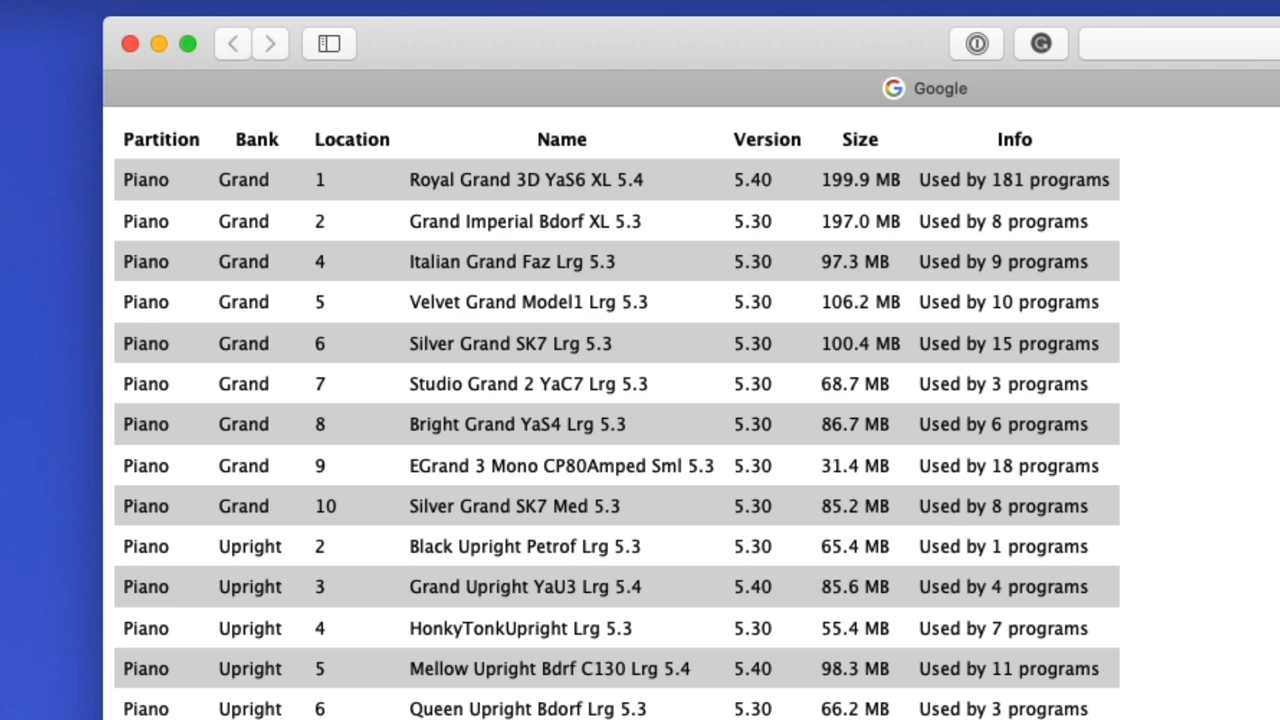 Google
Partition Bank Location Name Version Size Info
Piano Grand 1 Royal Grand 3D YaS6 XL 5.4 5.40 199.9 MB Used by 181 programs
Piano Grand 2 Grand Imperial Bdorf XL 5.3 5.30 197.0 MB Used by 8 programs
Piano Grand 4 Italian Grand Faz Lrg 5.3 5.30 97.3 MB Used by 9 programs
Piano Grand 5 Velvet Grand Model1 Lrg 5.3 5.30 106.2 MB Used by 10 programs
Piano Grand 6 Silver Grand SK7 Lrg 5.3 5.30 100.4 MB Used by 15 programs
Piano Grand 7 Studio Grand 2 YaC7 Lrg 5.3 5.30 68.7 MB Used by 3 programs
Piano Grand 8 Bright Grand YaS4 Lrg 5.3 5.30 86.7 MB Used by 6 programs
Piano Grand 9 EGrand 3 Mono CP80Amped Sml 5.3 5.30 31.4 MB Used by 18 programs
Piano Grand 10 Silver Grand SK7 Med 5.3 5.30 85.2 MB Used by 8 programs
Piano Upright 2 Black Upright Petrof Lrg 5.3 5.30 65.4 MB Used by 1 programs
Piano Upright 3 Grand Upright YaU3 Lrg 5.4 5.40 85.6 MB Used by 4 programs
Piano Upright 4 HonkyTonkUpright Lrg 5.3 5.30 55.4 MB Used by 7 programs
Piano Upright 5 Mellow Upright Bdrf C130 Lrg 5.4 5.40 98.3 MB Used by 11 programs
Piano Upright 6 Queen Upright Bdorf Lrg 5.3 5.30 66.2 MB Used by 3 programs